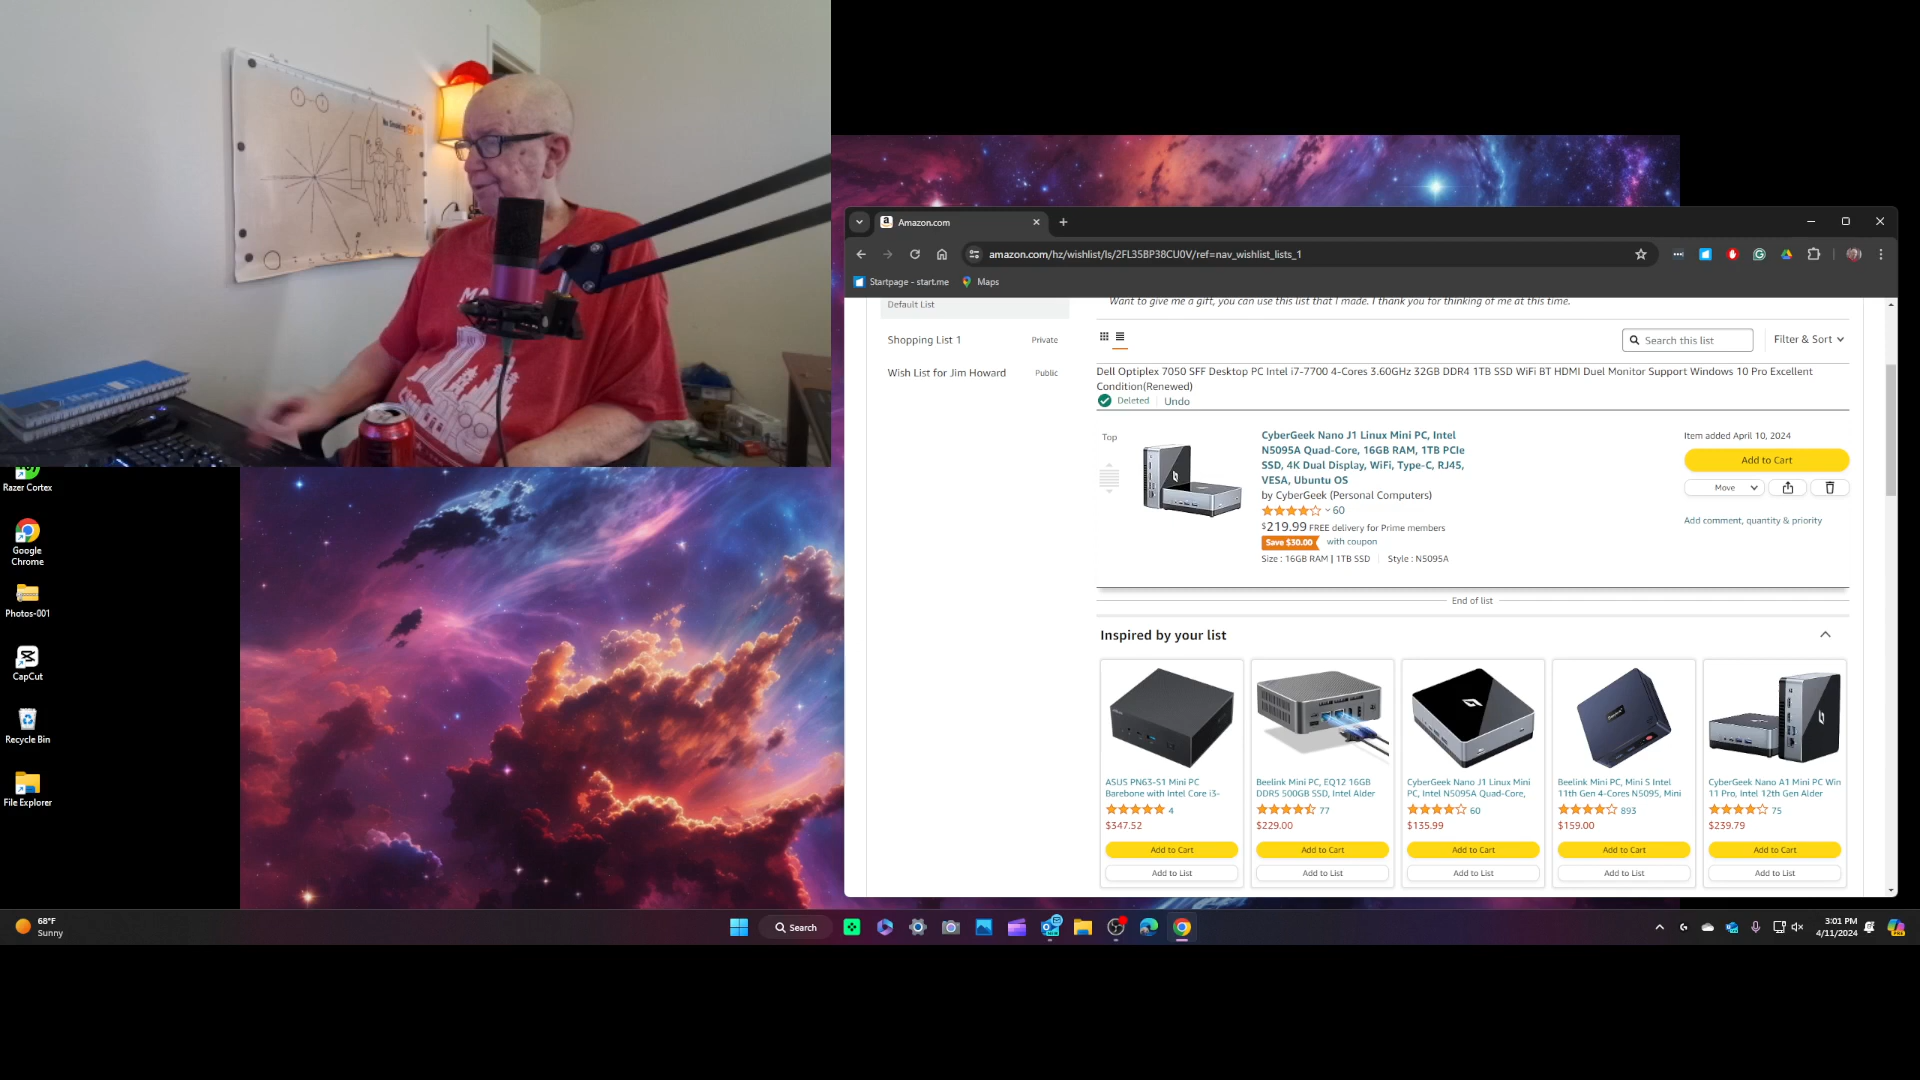 MA
Razer Cortex
Google
Chrome
Photos-001
CapCut
Recycle Bin
File Explorer
Amazon.com
amazon.com/hz/wishlist/ls/2FL35BP38CU0V/ref=nav_wishlist_lists_1
Startpage - start.me
Maps
Default List
Shopping List 1 Private
Wish List for Jim Howard Public
Want to give me a gift, you can use this list that I made. I thank you for thinking of me at this time.
Search this list
Filter & Sort
Dell Optiplex 7050 SFF Desktop PC Intel i7-7700 4-Cores 3.60GHz 32GB DDR4 1TB SSD WiFi BT HDMI Duel Monitor Support Windows 10 Pro Excellent
Condition(Renewed)
Deleted | Undo
Top
CyberGeek Nano J1 Linux Mini PC, Intel
N5095A Quad-Core, 16GB RAM, 1TB PCIe
SSD, 4K Dual Display, WiFi, Type-C, RJ45,
VESA, Ubuntu OS
by CyberGeek (Personal Computers)
60
$219.99 FREE delivery for Prime members
Save $30.00 with coupon
Size : 16GB RAM | 1TB SSD | Style : N5095A
Item added April 10, 2024
Add to Cart
Move
Add comment, quantity & priority
End of list
Inspired by your list
ASUS PN63-S1 Mini PC
Barebone with Intel Core i3-
4
$347.52
Add to Cart
Add to List
Beelink Mini PC, EQ12 16GB
DDR5 500GB SSD, Intel Alder
77
$229.00
Add to Cart
Add to List
CyberGeek Nano J1 Linux Mini
PC, Intel N5095A Quad-Core,
60
$135.99
Add to Cart
Add to List
Beelink Mini PC, Mini S Intel
11th Gen 4-Cores N5095, Mini
893
$159.00
Add to Cart
Add to List
CyberGeek Nano A1 Mini PC Win
11 Pro, Intel 12th Gen Alder
75
$239.79
Add to Cart
Add to List
68°F
Sunny
Search
3:01 PM
4/11/2024